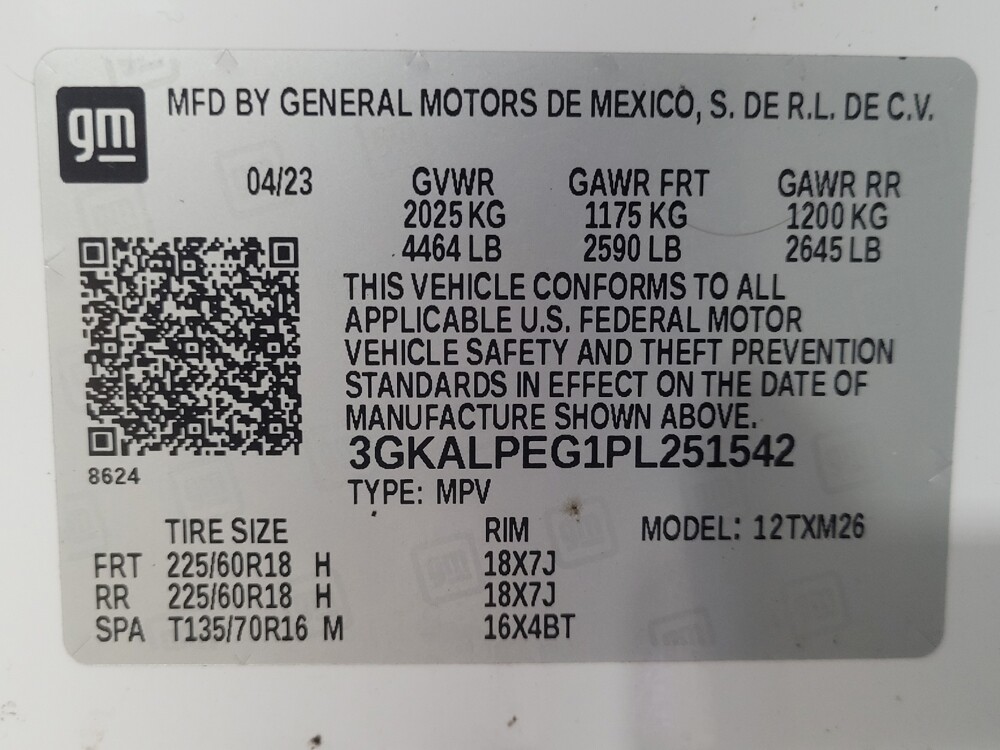 gm
MFD BY GENERAL MOTORS DE MEXICO, S. DE R.L. DE C.V.
04/23 GVWR GAWR FRT GAWR RR
2025 KG 1175 KG 1200 KG
4464 LB 2590 LB 2645 LB
THIS VEHICLE CONFORMS TO ALL
APPLICABLE U.S. FEDERAL MOTOR
VEHICLE SAFETY AND THEFT PREVENTION
STANDARDS IN EFFECT ON THE DATE OF
MANUFACTURE SHOWN ABOVE.
3GKALPEG1PL251542
8624
TYPE: MPV
TIRE SIZE RIM MODEL: 12TXM26
FRT 225/60R18 H 18X7J
RR 225/60R18 H 18X7J
SPA T135/70R16 M 16X4BT